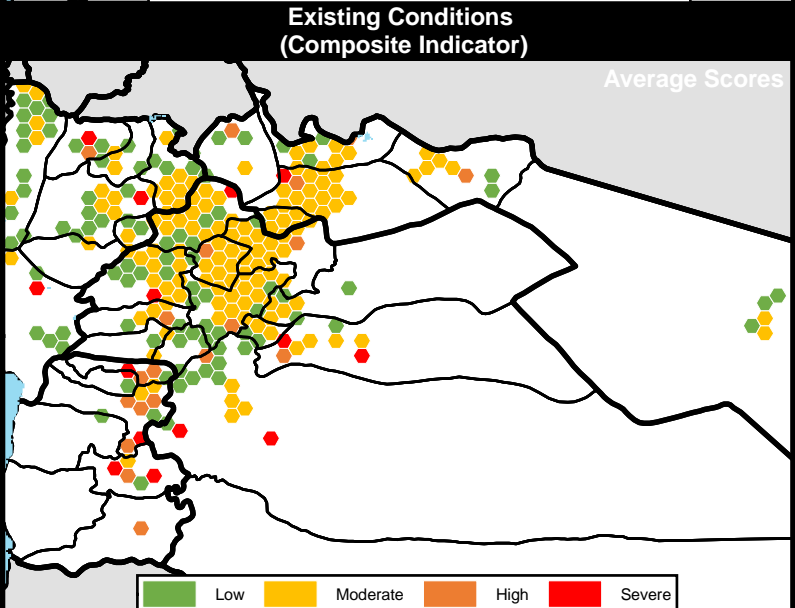 Existing Conditions
(Composite Indicator)
Average Scores
Low
Moderate
High
Severe